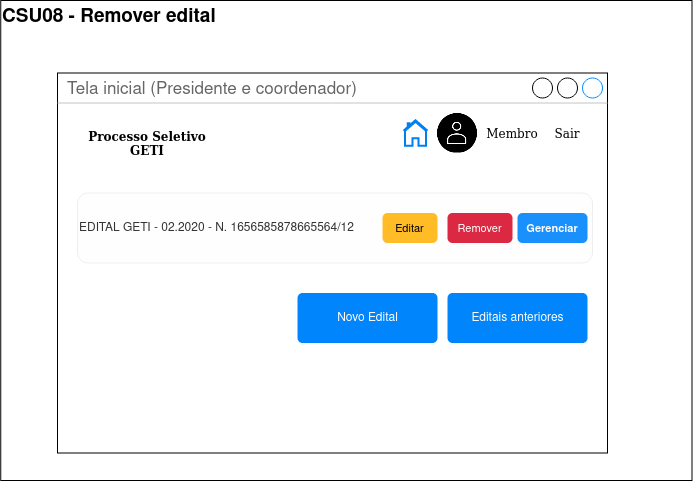 CSU08 - Remover edital
Tela inicial (Presidente e coordenador)
Processo Seletivo
GETI
Membro
Sair
EDITAL GETI - 02.2020 - N. 1656585878665564/12
Editar
Remover
Gerenciar
Novo Edital
Editais anteriores